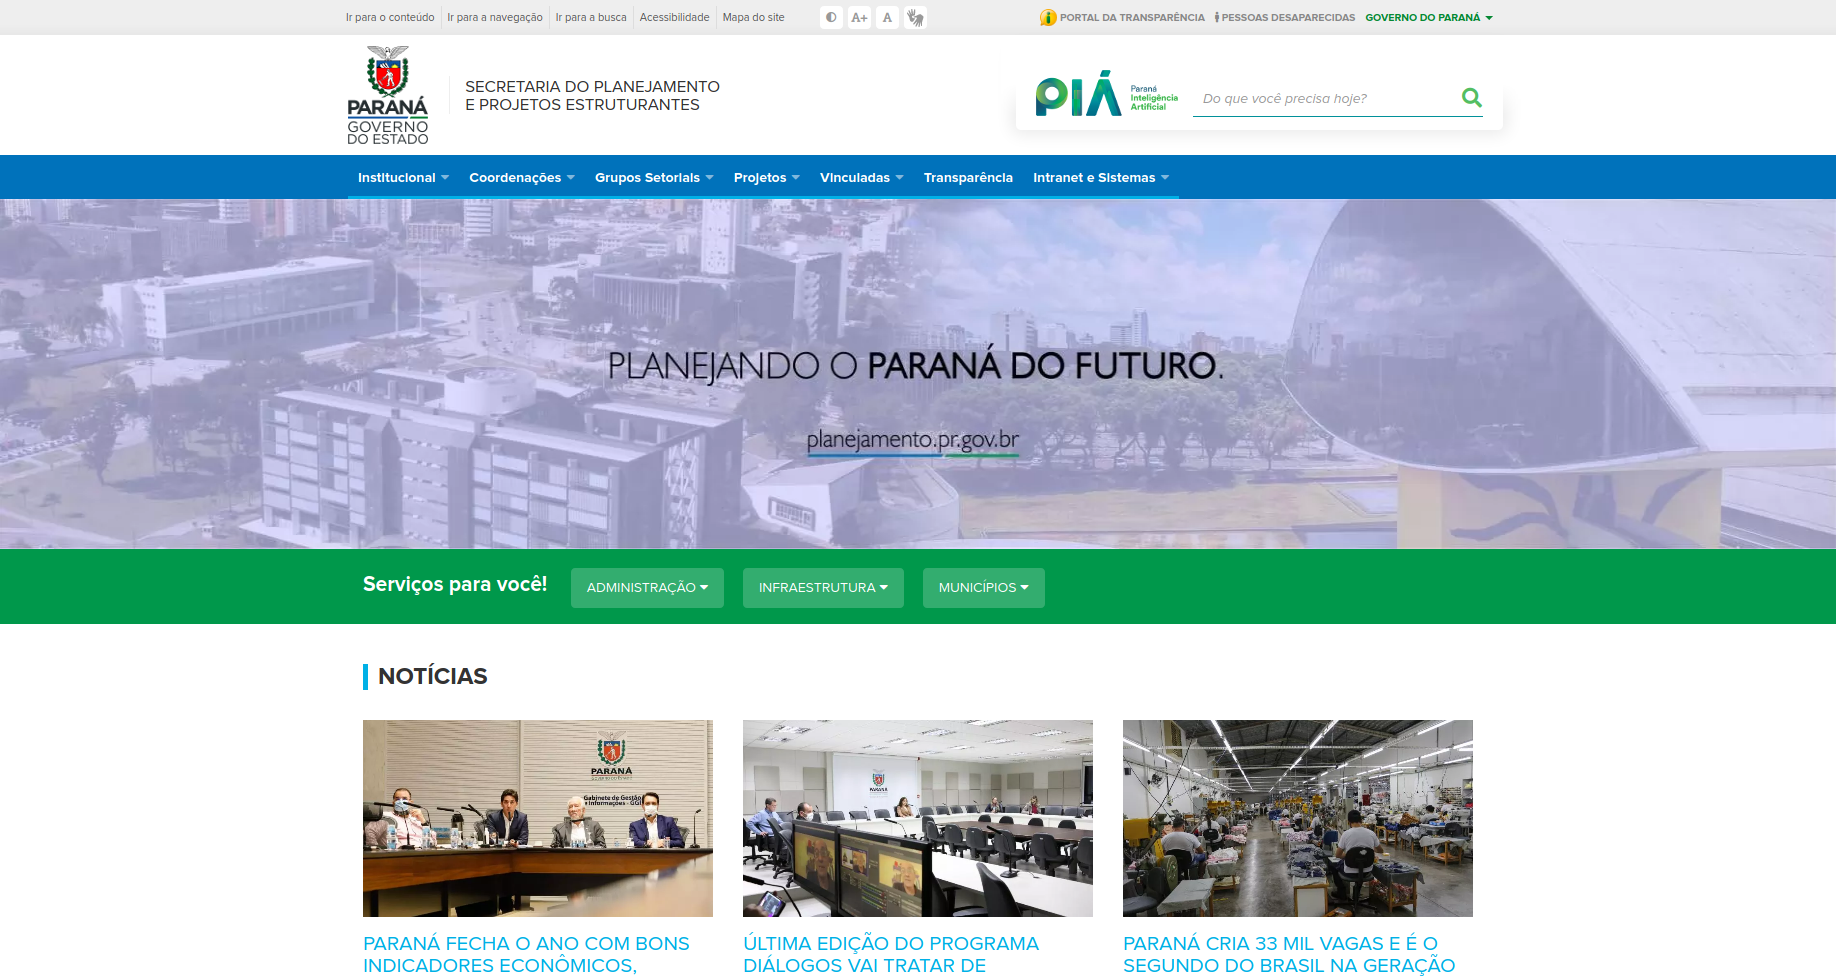 Ir para o conteúdo
Ir para a navegação
Ir para a busca
Acessibilidade
Mapa do site
A+
A
PORTAL DA TRANSPARÊNCIA
PESSOAS DESAPARECIDAS
GOVERNO DO PARANÁ
PARANÁ
GOVERNO
DO ESTADO
SECRETARIA DO PLANEJAMENTO
E PROJETOS ESTRUTURANTES
PIÁ
Paraná
Inteligência
Artificial
Do que você precisa hoje?
Institucional
Coordenações
Grupos Setoriais
Projetos
Vinculadas
Transparência
Intranet e Sistemas
PLANEJANDO O PARANÁ DO FUTURO.
planejamento.pr.gov.br
Serviços para você!
ADMINISTRAÇÃO
INFRAESTRUTURA
MUNICÍPIOS
NOTÍCIAS
PARANÁ
GOVERNO DO ESTADO
Gabinete de Gestão
e Informações - GGI
PARANÁ
PARANÁ FECHA O ANO COM BONS
INDICADORES ECONÔMICOS,
ÚLTIMA EDIÇÃO DO PROGRAMA
DIÁLOGOS VAI TRATAR DE
PARANÁ CRIA 33 MIL VAGAS E É O
SEGUNDO DO BRASIL NA GERAÇÃO